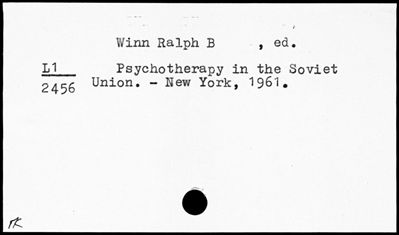 Winn Ralph B , ed.
L1 Psychotherapy in the Soviet
2456 Union. - New York, 1961.